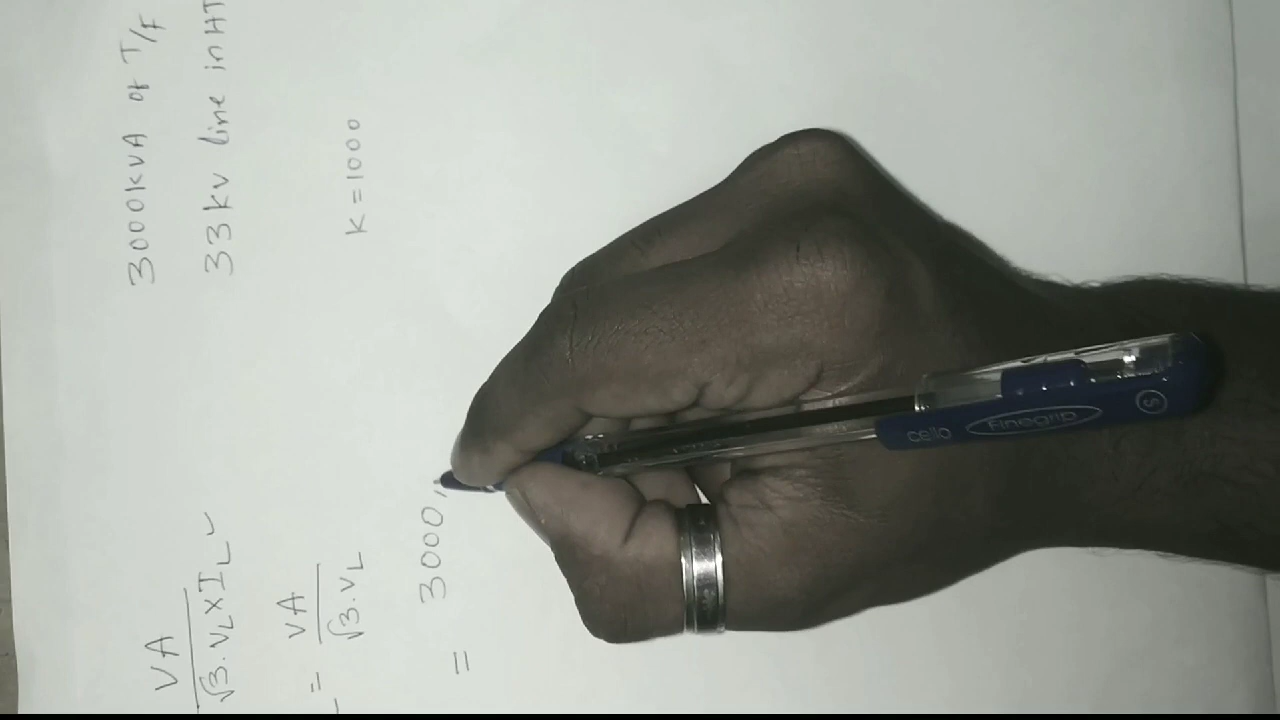 3000KVA of T/F
33kv line in HT
VA
√3.VL×IL
= VA
√3.VL
K=1000
= 3000,
cello Finegrip